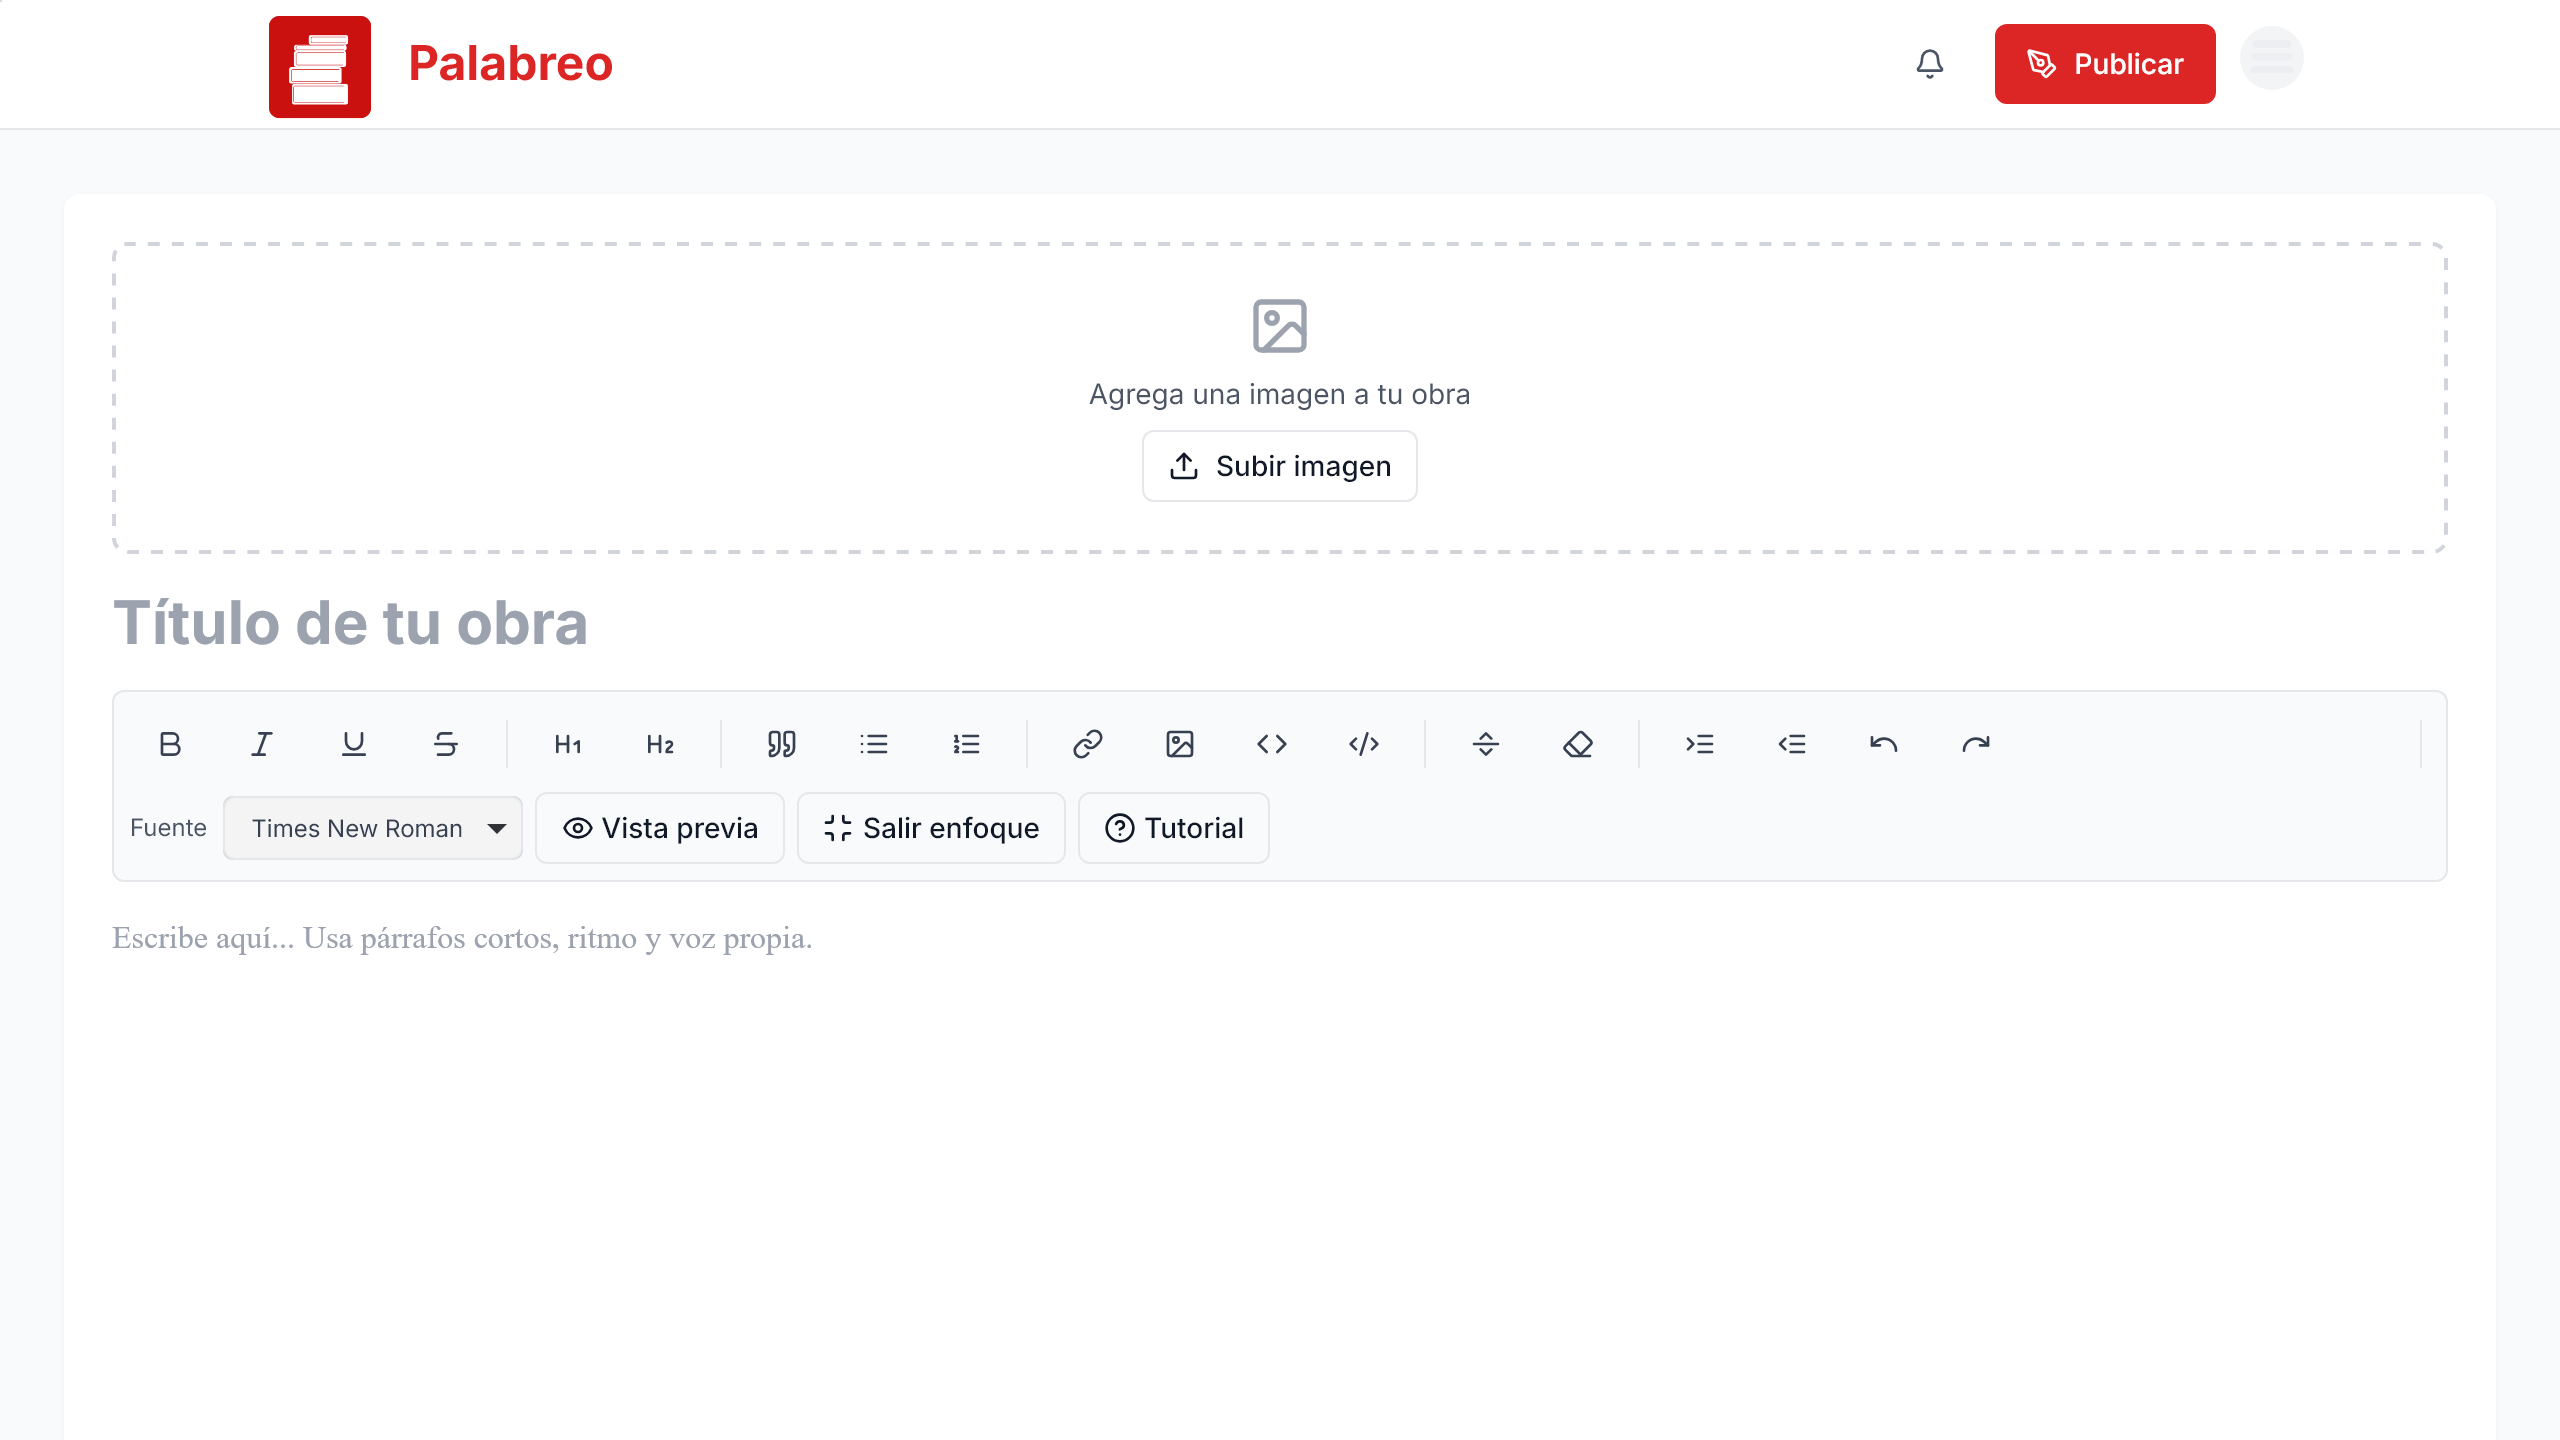 Palabreo
Publicar
Agrega una imagen a tu obra
Subir imagen
Título de tu obra
H1 H2
Fuente Times New Roman Vista previa Salir enfoque Tutorial
Escribe aquí... Usa párrafos cortos, ritmo y voz propia.